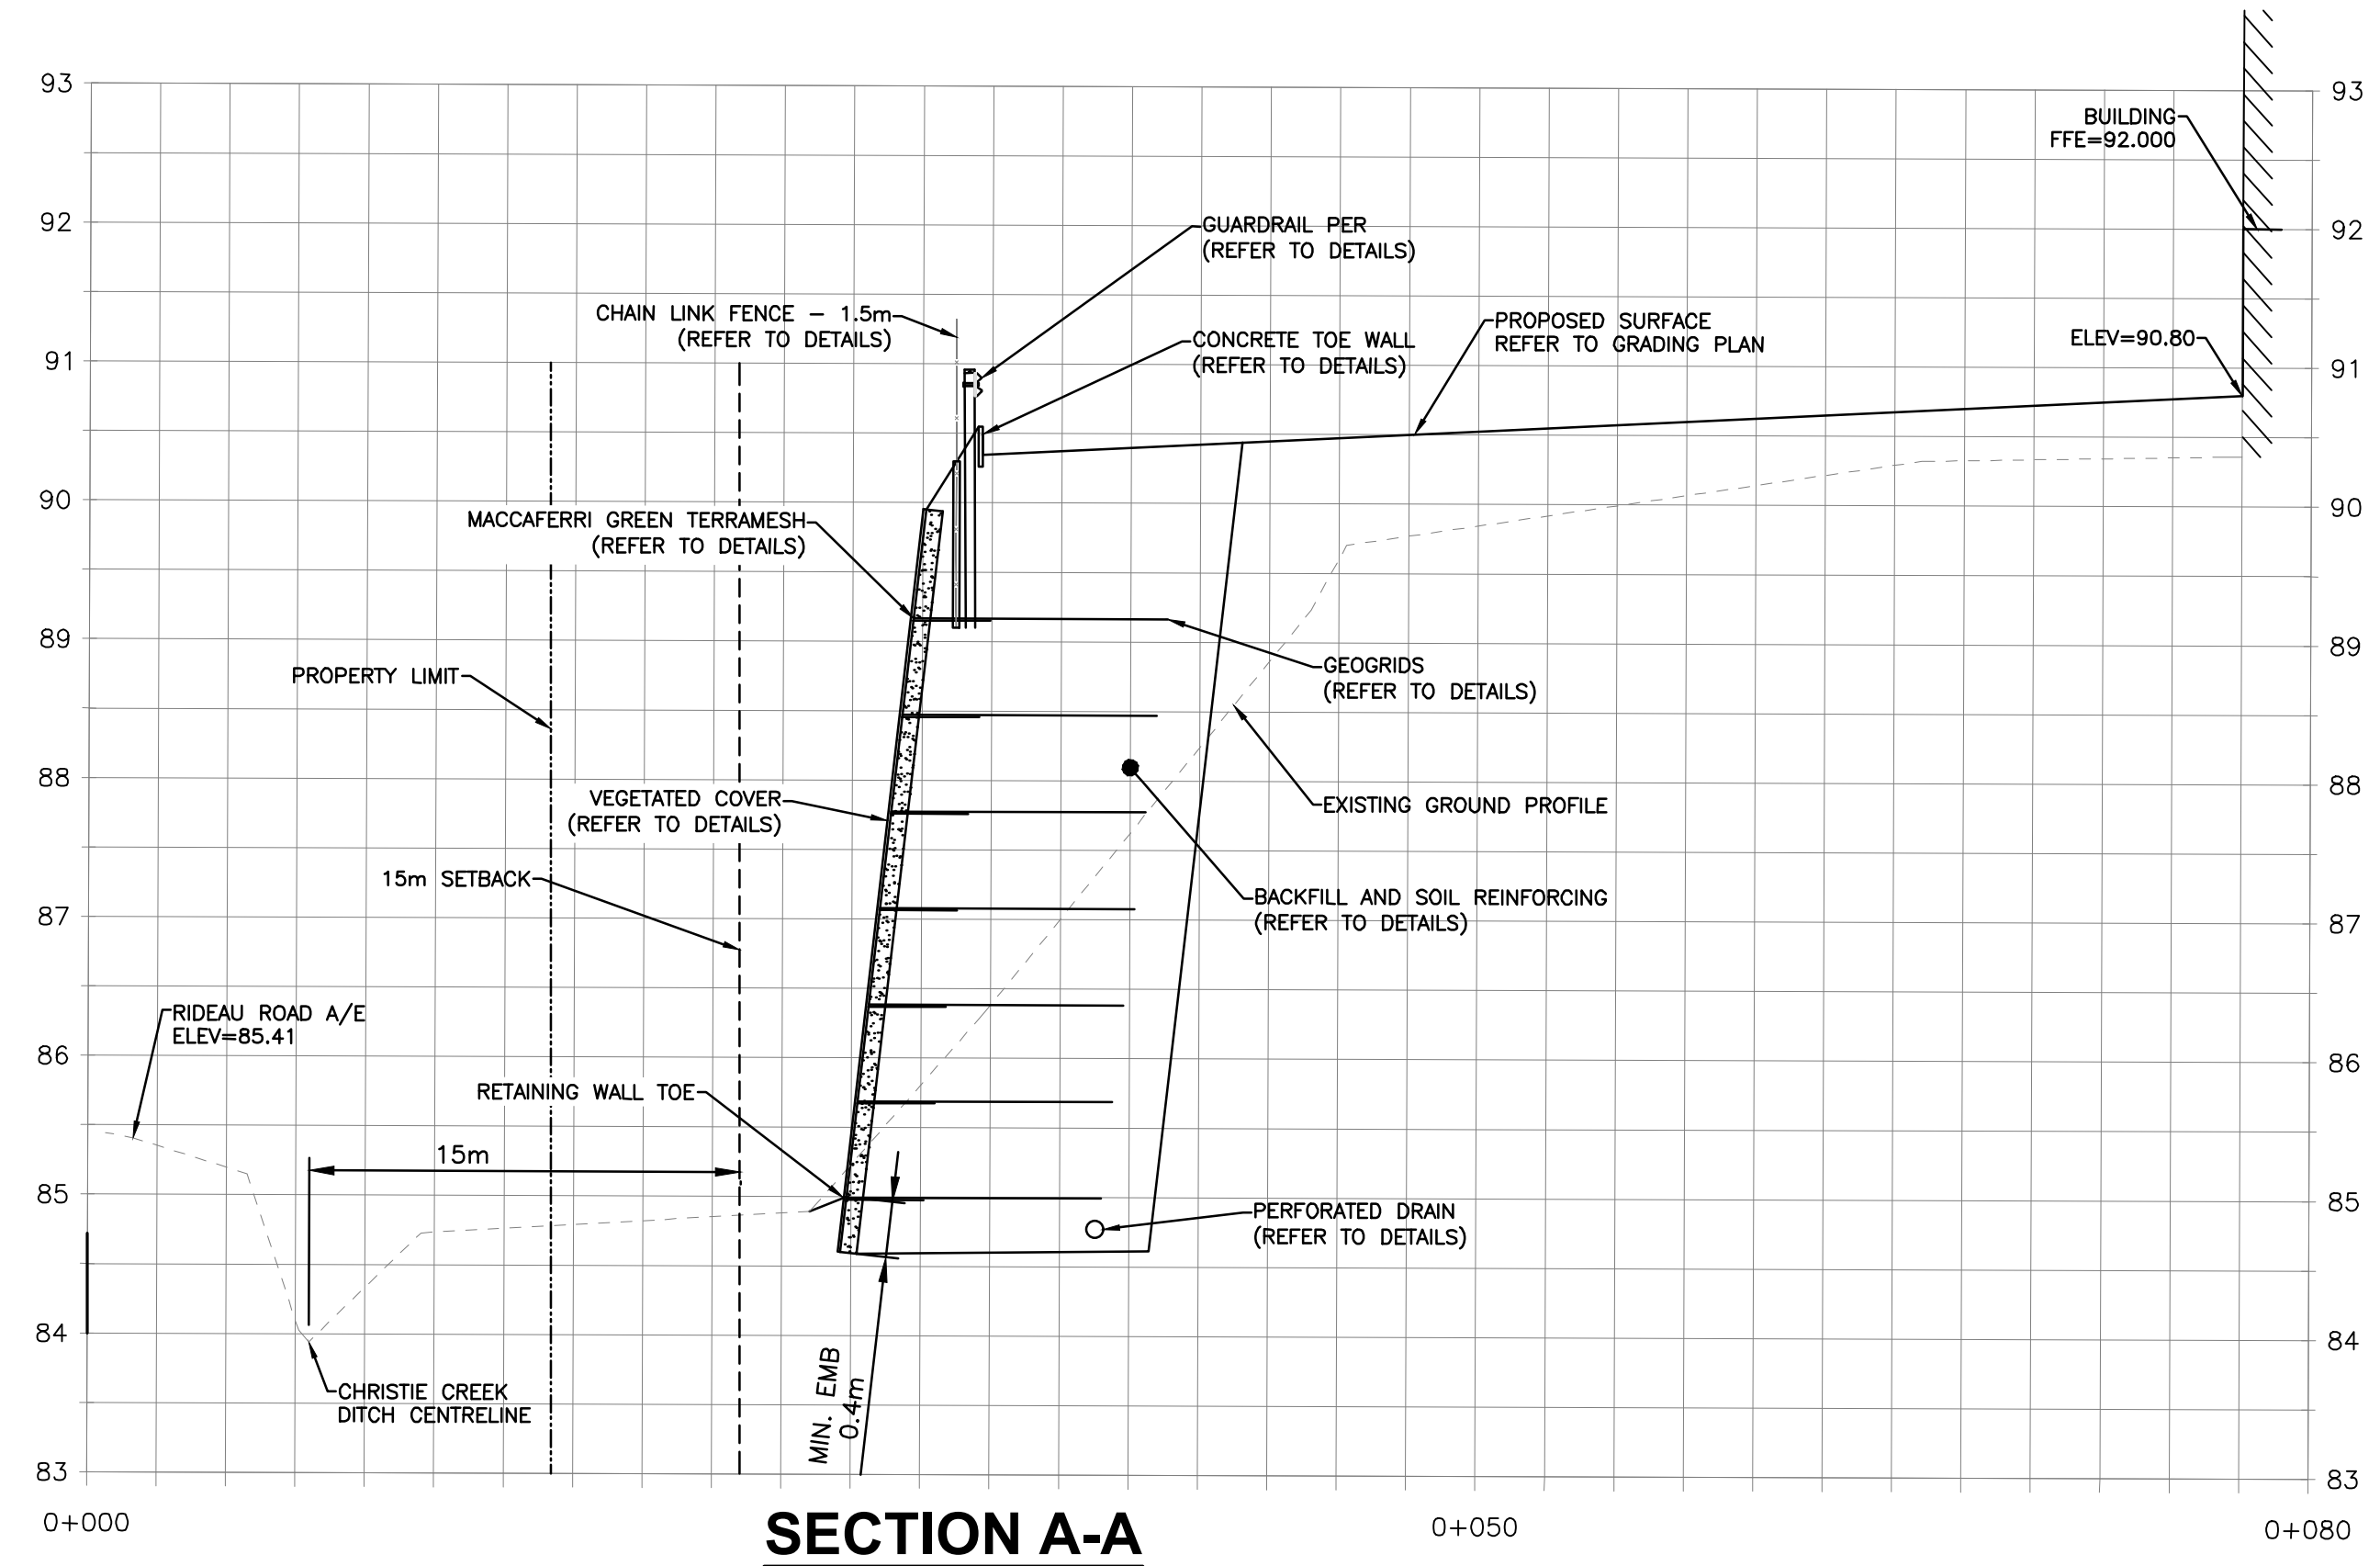 93
93
BUILDING
FFE=92.000
92
92
GUARDRAIL PER
(REFER TO DETAILS)
CHAIN LINK FENCE - 1.5m
(REFER TO DETAILS)
CONCRETE TOE WALL
(REFER TO DETAILS)
PROPOSED SURFACE
REFER TO GRADING PLAN
ELEV=90.80
91
91
90
90
MACCAFERRI GREEN TERRAMESH
(REFER TO DETAILS)
89
89
PROPERTY LIMIT
GEOGRIDS
(REFER TO DETAILS)
88
88
VEGETATED COVER
(REFER TO DETAILS)
EXISTING GROUND PROFILE
15m SETBACK
BACKFILL AND SOIL REINFORCING
(REFER TO DETAILS)
87
87
RIDEAU ROAD A/E
ELEV=85.41
86
86
RETAINING WALL TOE
15m
85
85
PERFORATED DRAIN
(REFER TO DETAILS)
84
84
MIN. EMB
0.4m
CHRISTIE CREEK
DITCH CENTRELINE
83
83
0+000
0+050
0+080
SECTION A-A